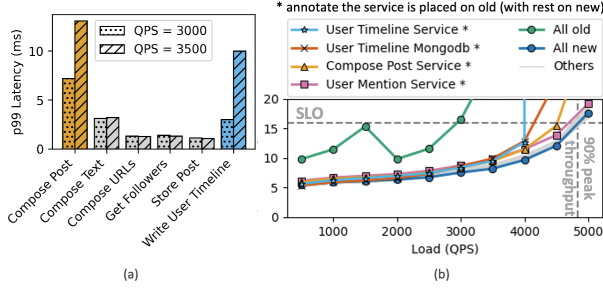 * annotate the service is placed on old (with rest on new)
p99 Latency (ms)
10
5
0
QPS = 3000
QPS = 3500
Compose Post
Compose Text
Compose URLs
Get Followers
Store Post
Write User Timeline
(a)
User Timeline Service *
User Timeline Mongodb *
Compose Post Service *
User Mention Service *
All old
All new
Others
20
15
10
5
0
SLO
90% peak
throughput
1000
2000
3000
4000
5000
Load (QPS)
(b)